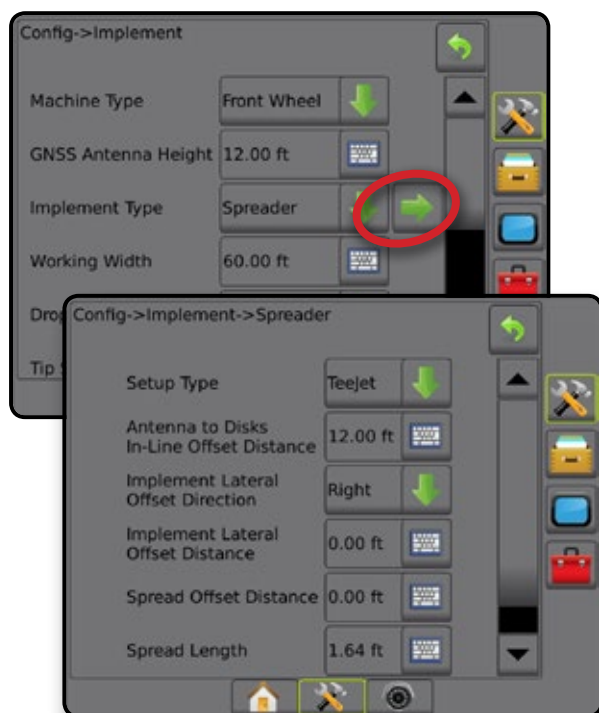 Config->Implement
Machine Type Front Wheel
GNSS Antenna Height 12.00 ft
Implement Type Spreader
Working Width 60.00 ft
Config->Implement->Spreader
Setup Type TeeJet
Antenna to Disks
In-Line Offset Distance 12.00 ft
Implement Lateral
Offset Direction Right
Implement Lateral
Offset Distance 0.00 ft
Spread Offset Distance 0.00 ft
Spread Length 1.64 ft
Tip